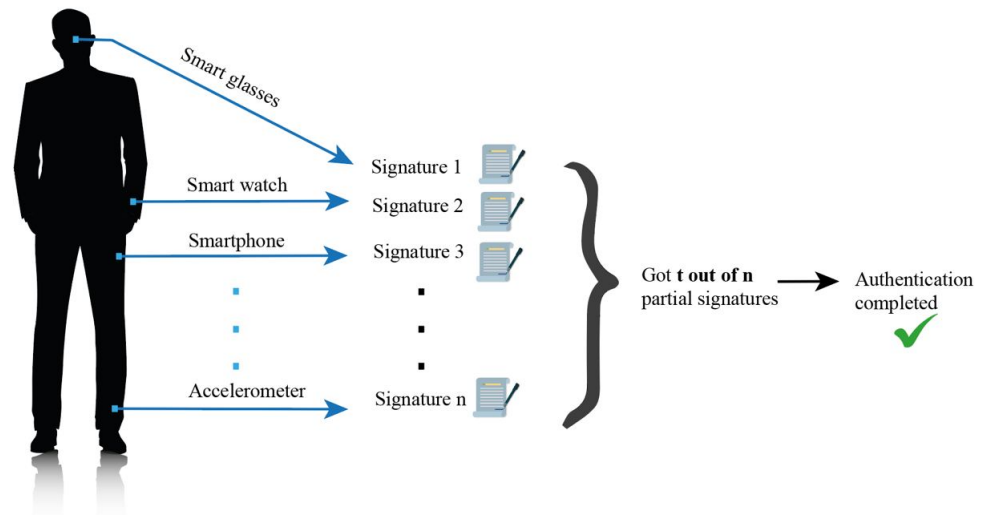 Smart glasses
Signature 1
Smart watch
Signature 2
Smartphone
Signature 3
Got t out of n
partial signatures
Authentication
completed
Accelerometer
Signature n